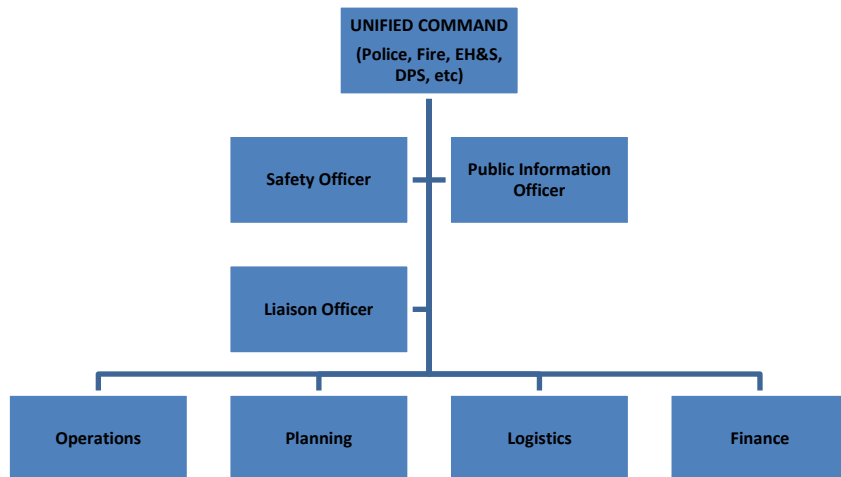 UNIFIED COMMAND
(Police, Fire, EH&S,
DPS, etc)
Safety Officer
Public Information
Officer
Liaison Officer
Operations
Planning
Logistics
Finance